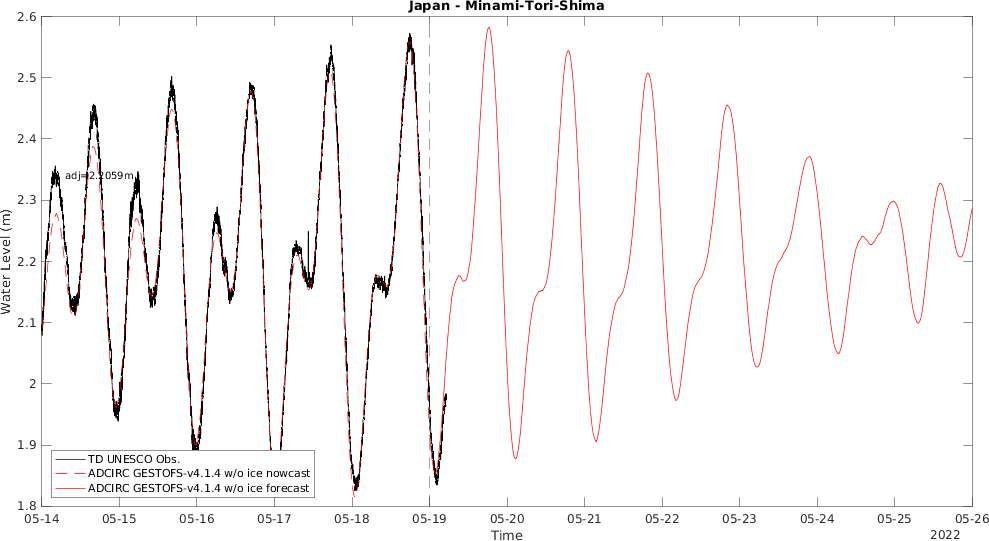 Japan - Minami-Tori-Shima
2.6
2.5
2.4
2.3
2.2
2.1
2
1.9
1.8
Water Level (m)
adj=2.2059m
TD UNESCO Obs.
ADCIRC GESTOFS-v4.1.4 w/o ice nowcast
ADCIRC GESTOFS-v4.1.4 w/o ice forecast
05-14 05-15 05-16 05-17 05-18 05-19 05-20 05-21 05-22 05-23 05-24 05-25 05-26
Time
2022